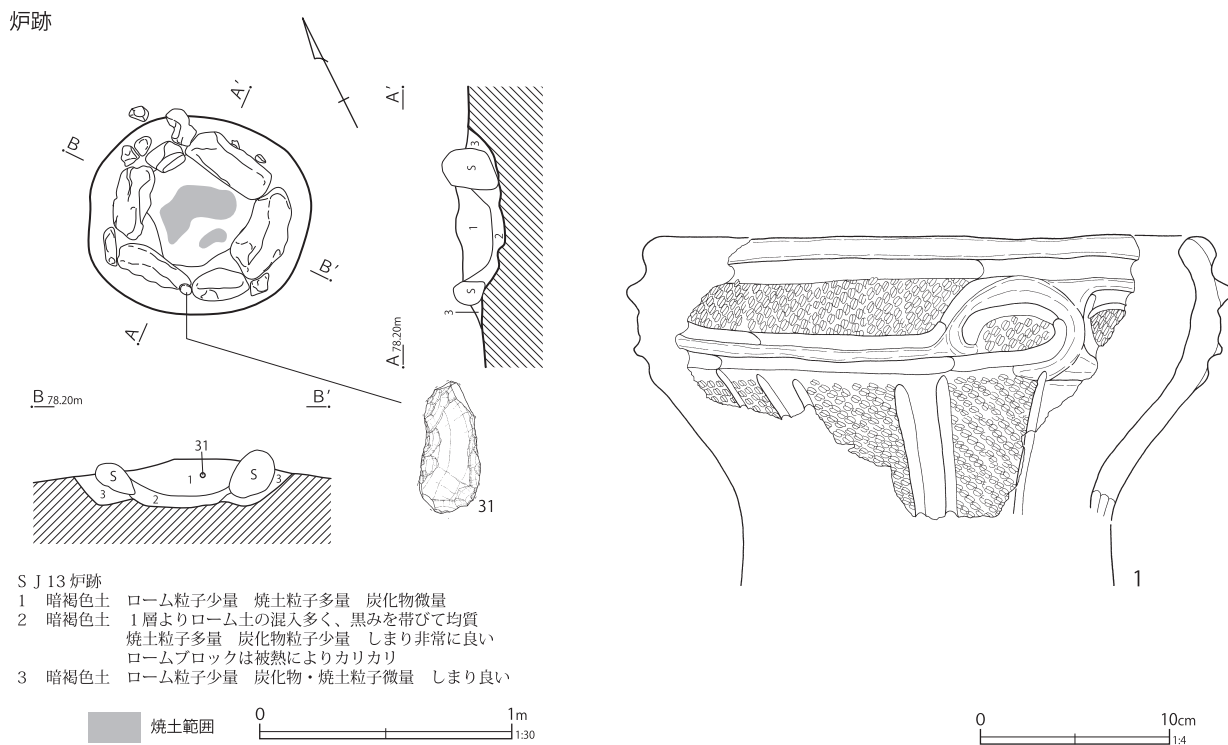 炉跡
A'
A'
B
B'
A
A 78.20m
3
S
1
2
S
3
B 78.20m
B'
31
S
1
S
3
2
3
31
1
ＳＪ13 炉跡
1　暗褐色土　ローム粒子少量　焼土粒子多量　炭化物微量
2　暗褐色土　１層よりローム土の混入多く、黒みを帯びて均質
焼土粒子多量　炭化物粒子少量　しまり非常に良い
ロームブロックは被熱によりカリカリ
3　暗褐色土　ローム粒子少量　炭化物・焼土粒子微量　しまり良い
焼土範囲
0 1m
1:30
0 10cm
1:4